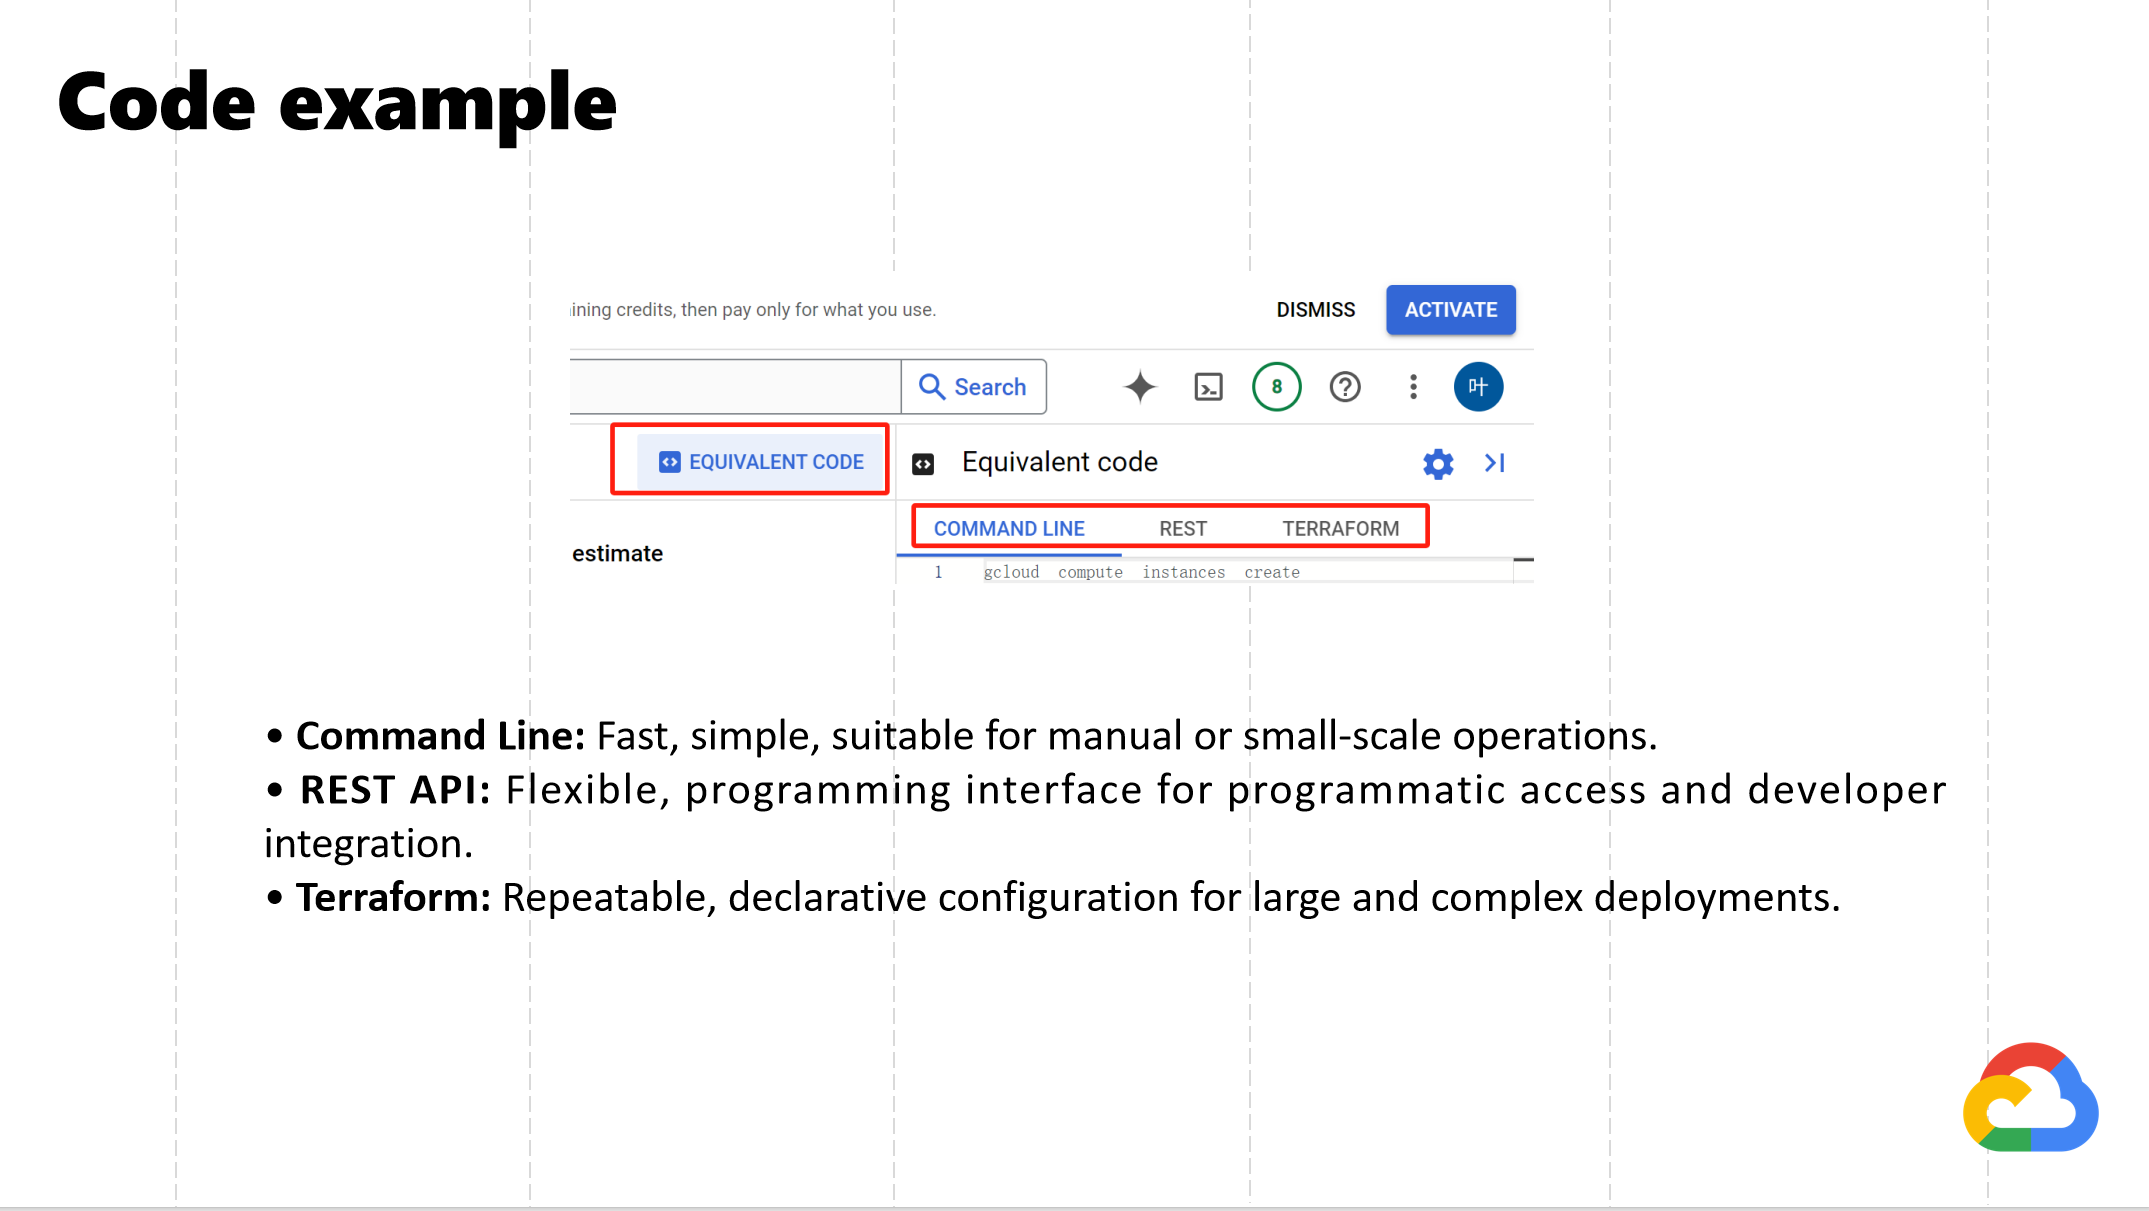 Code example
ining credits, then pay only for what you use.
DISMISS
ACTIVATE
Search
8
叶
EQUIVALENT CODE
Equivalent code
COMMAND LINE REST TERRAFORM
estimate
1 gcloud compute instances create
• Command Line: Fast, simple, suitable for manual or small-scale operations.
• REST API: Flexible, programming interface for programmatic access and developer
integration.
• Terraform: Repeatable, declarative configuration for large and complex deployments.